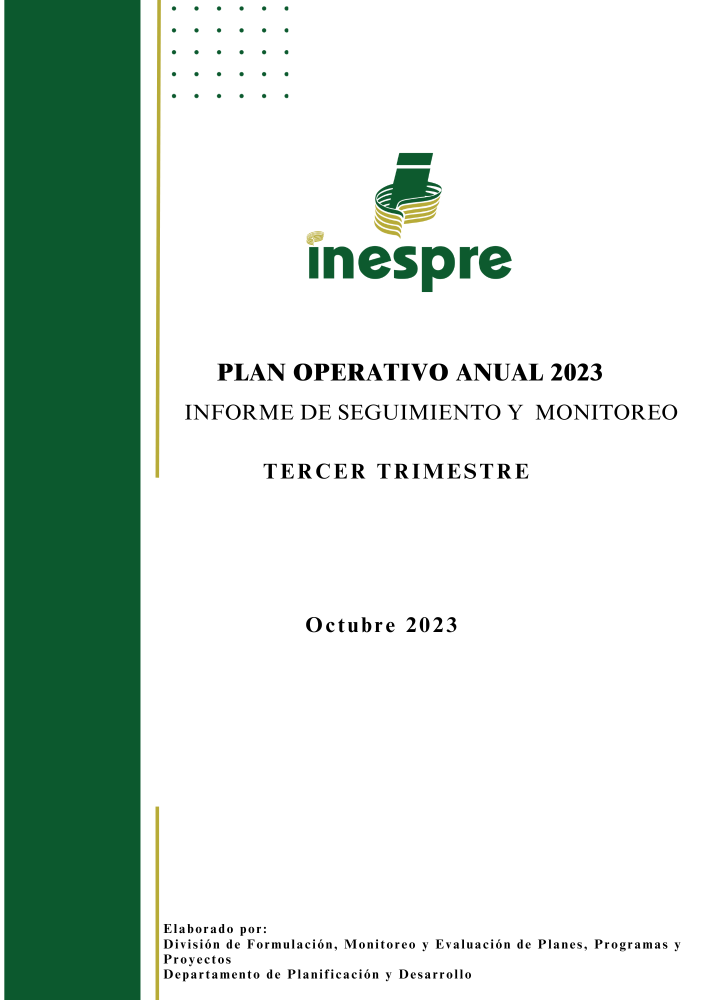 inespre
PLAN OPERATIVO ANUAL 2023
INFORME DE SEGUIMIENTO Y MONITOREO
TERCER TRIMESTRE
Octubre 2023
Elaborado por:
División de Formulación, Monitoreo y Evaluación de Planes, Programas y
Proyectos
Departamento de Planificación y Desarrollo